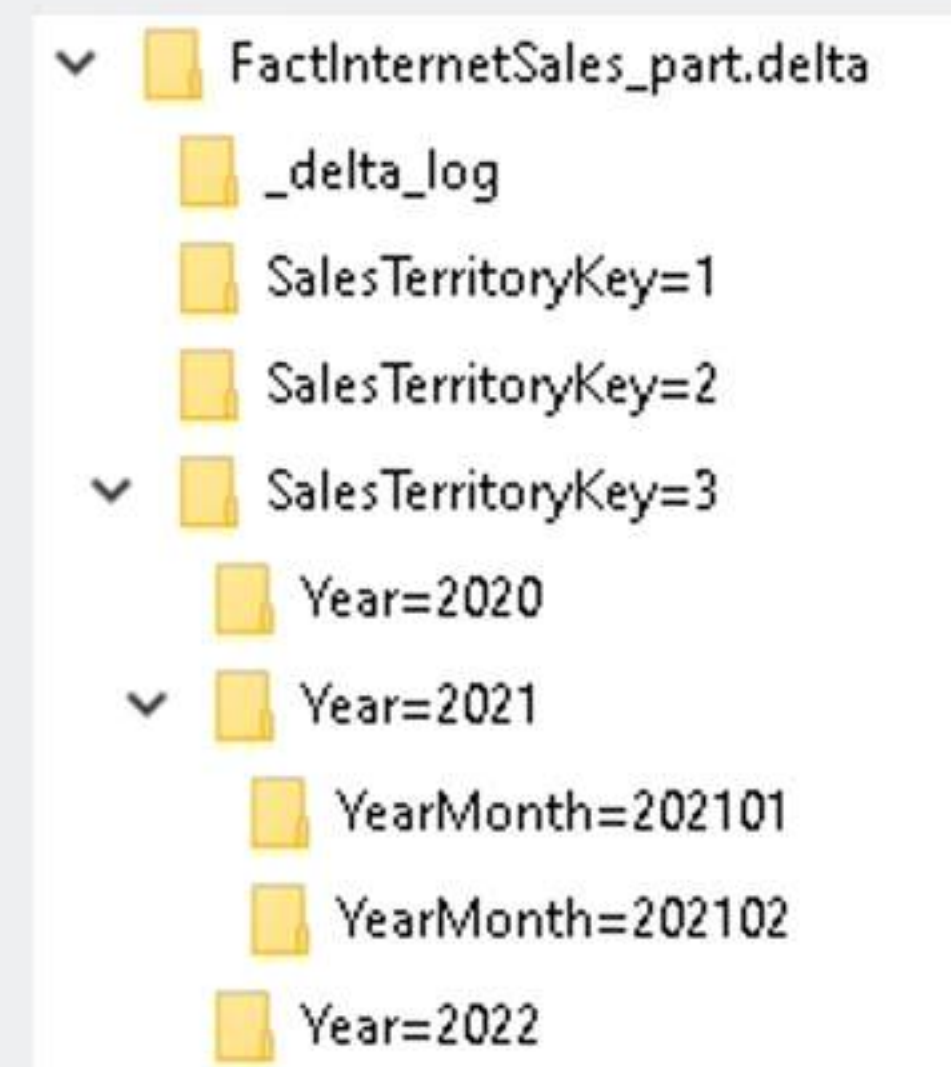 FactInternetSales_part.delta
_delta_log
SalesTerritoryKey=1
SalesTerritoryKey=2
SalesTerritoryKey=3
Year=2020
Year=2021
YearMonth=202101
YearMonth=202102
Year=2022